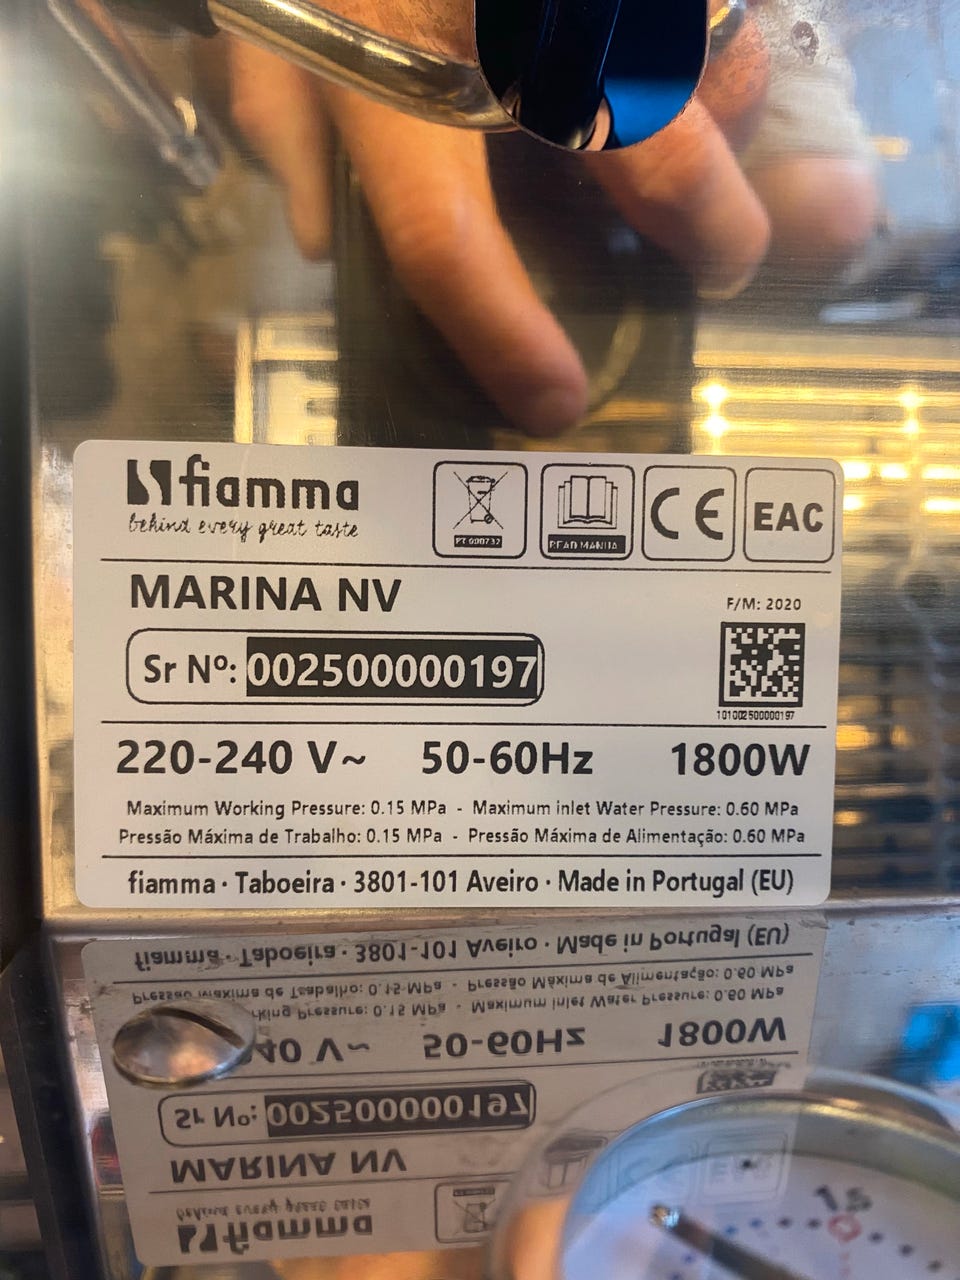 fiamma
behind every great taste
PT 000732
READ MANUAL
CE
EAC
MARINA NV
F/M: 2020
Sr Nº: 002500000197
101002500000197
220-240 V~ 50-60Hz 1800W
Maximum Working Pressure: 0.15 MPa - Maximum inlet Water Pressure: 0.60 MPa
Pressão Máxima de Trabalho: 0.15 MPa - Pressão Máxima de Alimentação: 0.60 MPa
fiamma · Taboeira · 3801-101 Aveiro · Made in Portugal (EU)
1.5